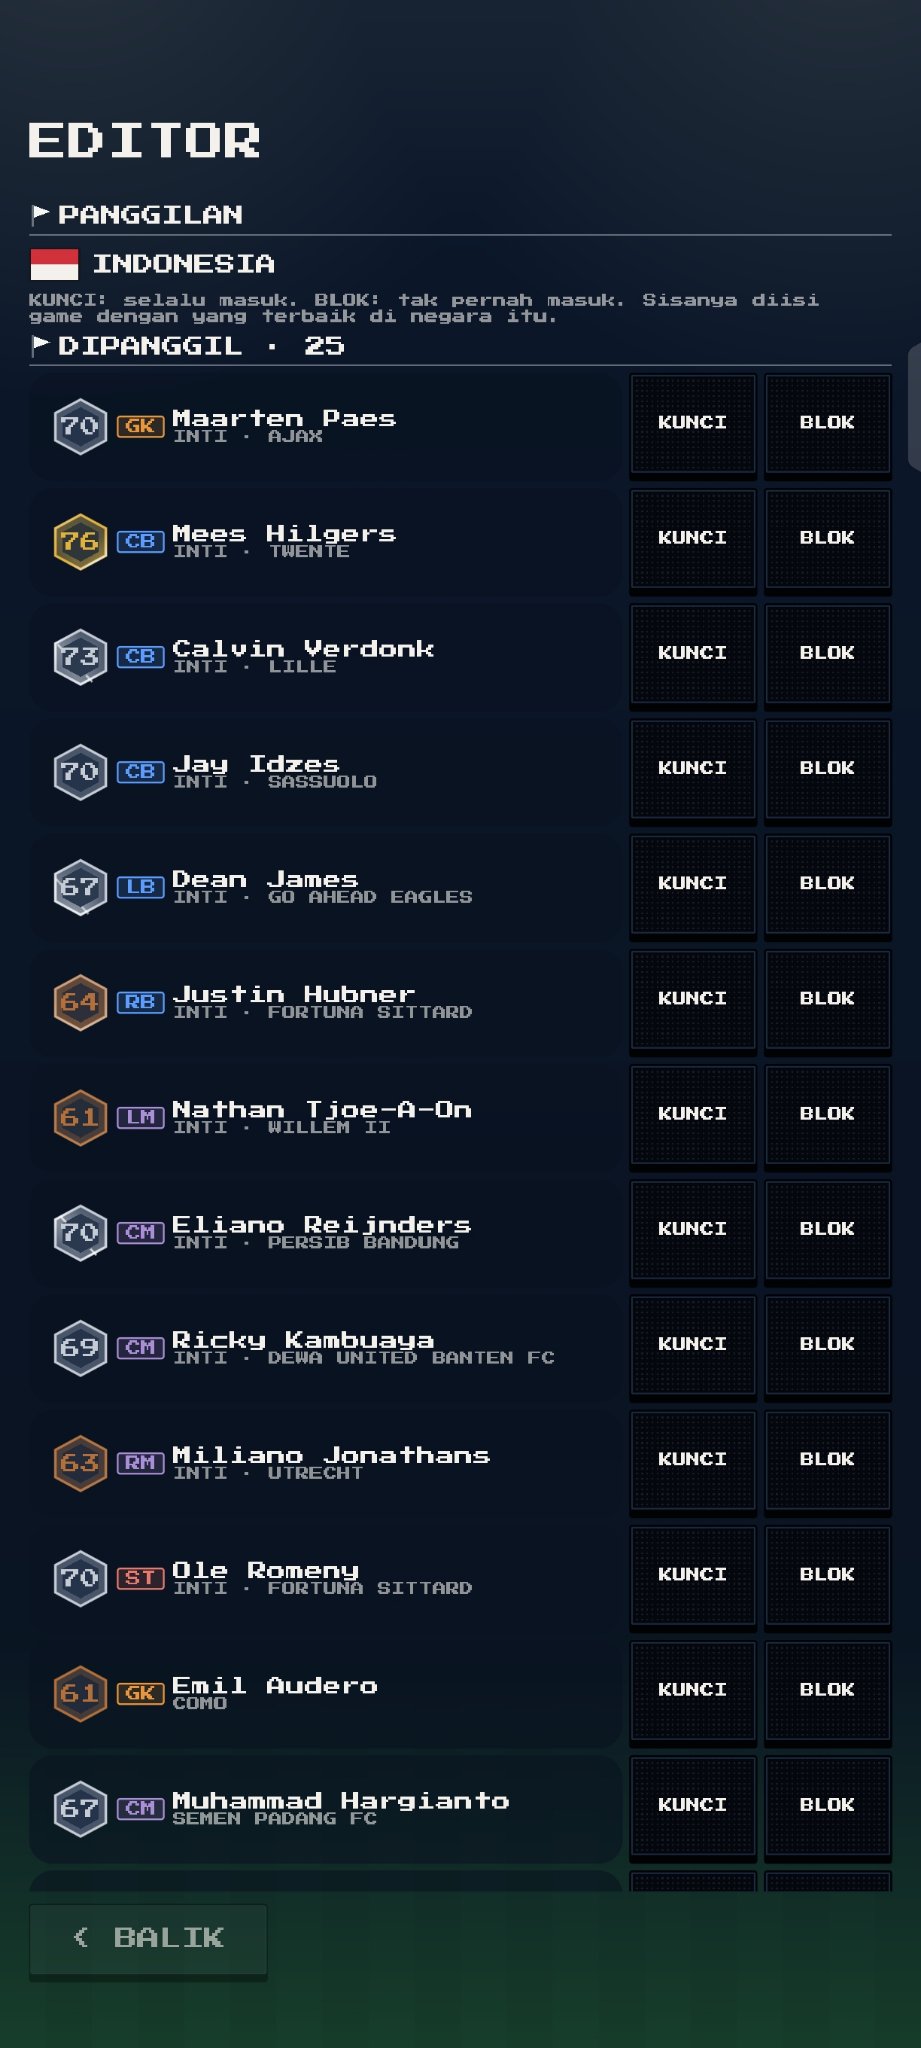 EDITOR
PANGGILAN
INDONESIA
KUNCI: selalu masuk. BLOK: tak pernah masuk. Sisanya diisi
game dengan yang terbaik di negara itu.
DIPANGGIL · 25
70 GK Maarten Paes KUNCI BLOK
INTI · AJAX
76 CB Mees Hilgers KUNCI BLOK
INTI · TWENTE
73 CB Calvin Verdonk KUNCI BLOK
INTI · LILLE
70 CB Jay Idzes KUNCI BLOK
INTI · SASSUOLO
67 LB Dean James KUNCI BLOK
INTI · GO AHEAD EAGLES
64 RB Justin Hubner KUNCI BLOK
INTI · FORTUNA SITTARD
61 LM Nathan Tjoe-A-On KUNCI BLOK
INTI · WILLEM II
70 CM Eliano Reijnders KUNCI BLOK
INTI · PERSIB BANDUNG
69 CM Ricky Kambuaya KUNCI BLOK
INTI · DEWA UNITED BANTEN FC
63 RM Miliano Jonathans KUNCI BLOK
INTI · UTRECHT
70 ST Ole Romeny KUNCI BLOK
INTI · FORTUNA SITTARD
61 GK Emil Audero KUNCI BLOK
COMO
67 CM Muhammad Hargianto KUNCI BLOK
SEMEN PADANG FC
< BALIK